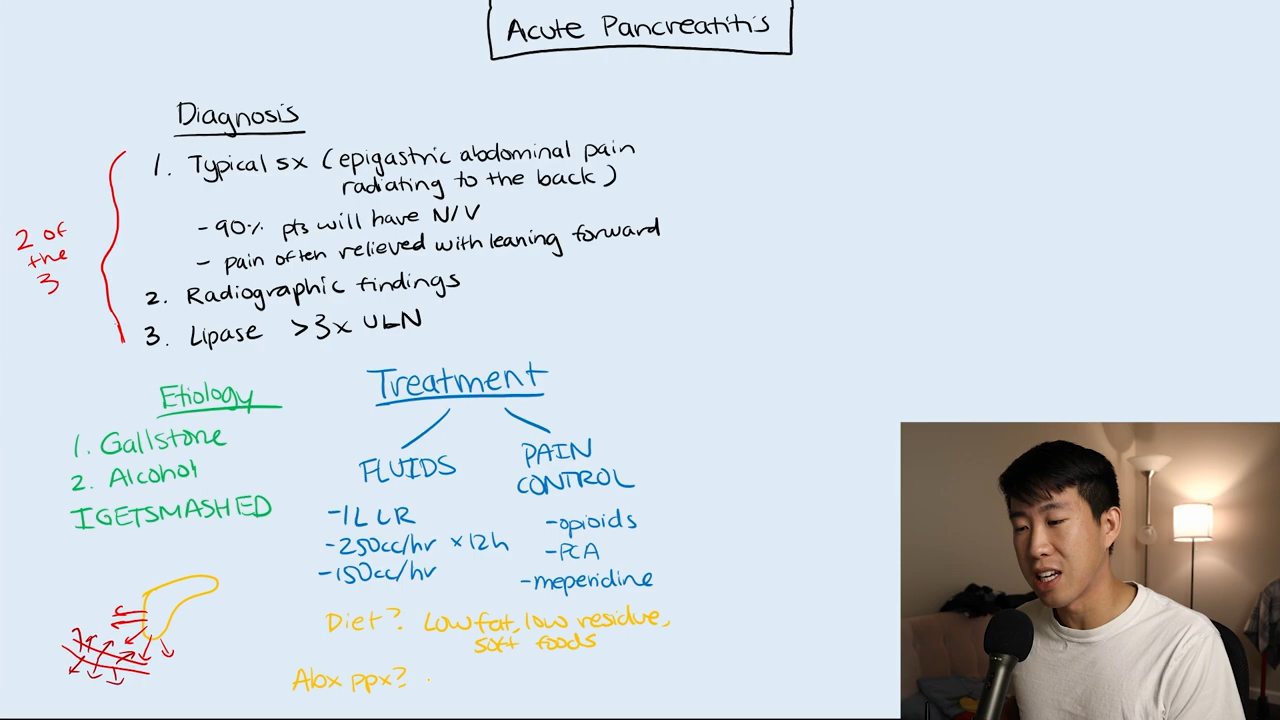 Acute Pancreatitis
Diagnosis
1. Typical sx (epigastric abdominal pain
radiating to the back)
- 90% pts will have N/V
- pain often relieved with leaning forward
2. Radiographic findings
3. Lipase >3x ULN
2 of
the
3
Etiology
1. Gallstone
2. Alcohol
IGETSMASHED
Treatment
FLUIDS
-1L LR
-250cc/hr x12h
-150cc/hr
PAIN
CONTROL
-opioids
-PCA
-meperidine
Diet? Low fat, low residue,
soft foods
Abx ppx?